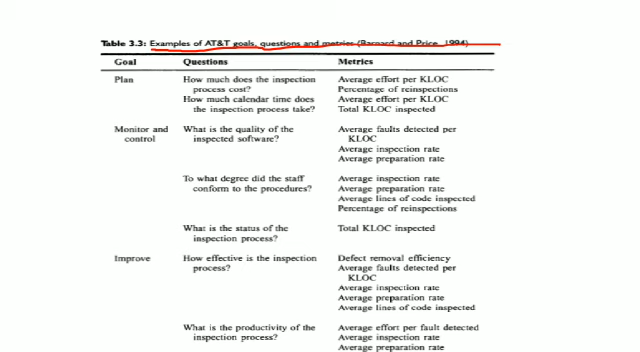 Table 3.3: Examples of AT&T goals, questions and metrics (Barnard and Price, 1994)
Goal Questions Metrics
Plan How much does the inspection Average effort per KLOC
process cost? Percentage of reinspections
How much calendar time does Average effort per KLOC
the inspection process take? Total KLOC inspected
Monitor and What is the quality of the Average faults detected per
control inspected software? KLOC
Average inspection rate
Average preparation rate
To what degree did the staff Average inspection rate
conform to the procedures? Average preparation rate
Average lines of code inspected
Percentage of reinspections
What is the status of the Total KLOC inspected
inspection process?
Improve How effective is the inspection Defect removal efficiency
process? Average faults detected per
KLOC
Average inspection rate
Average preparation rate
Average lines of code inspected
What is the productivity of the Average effort per fault detected
inspection process? Average inspection rate
Average preparation rate